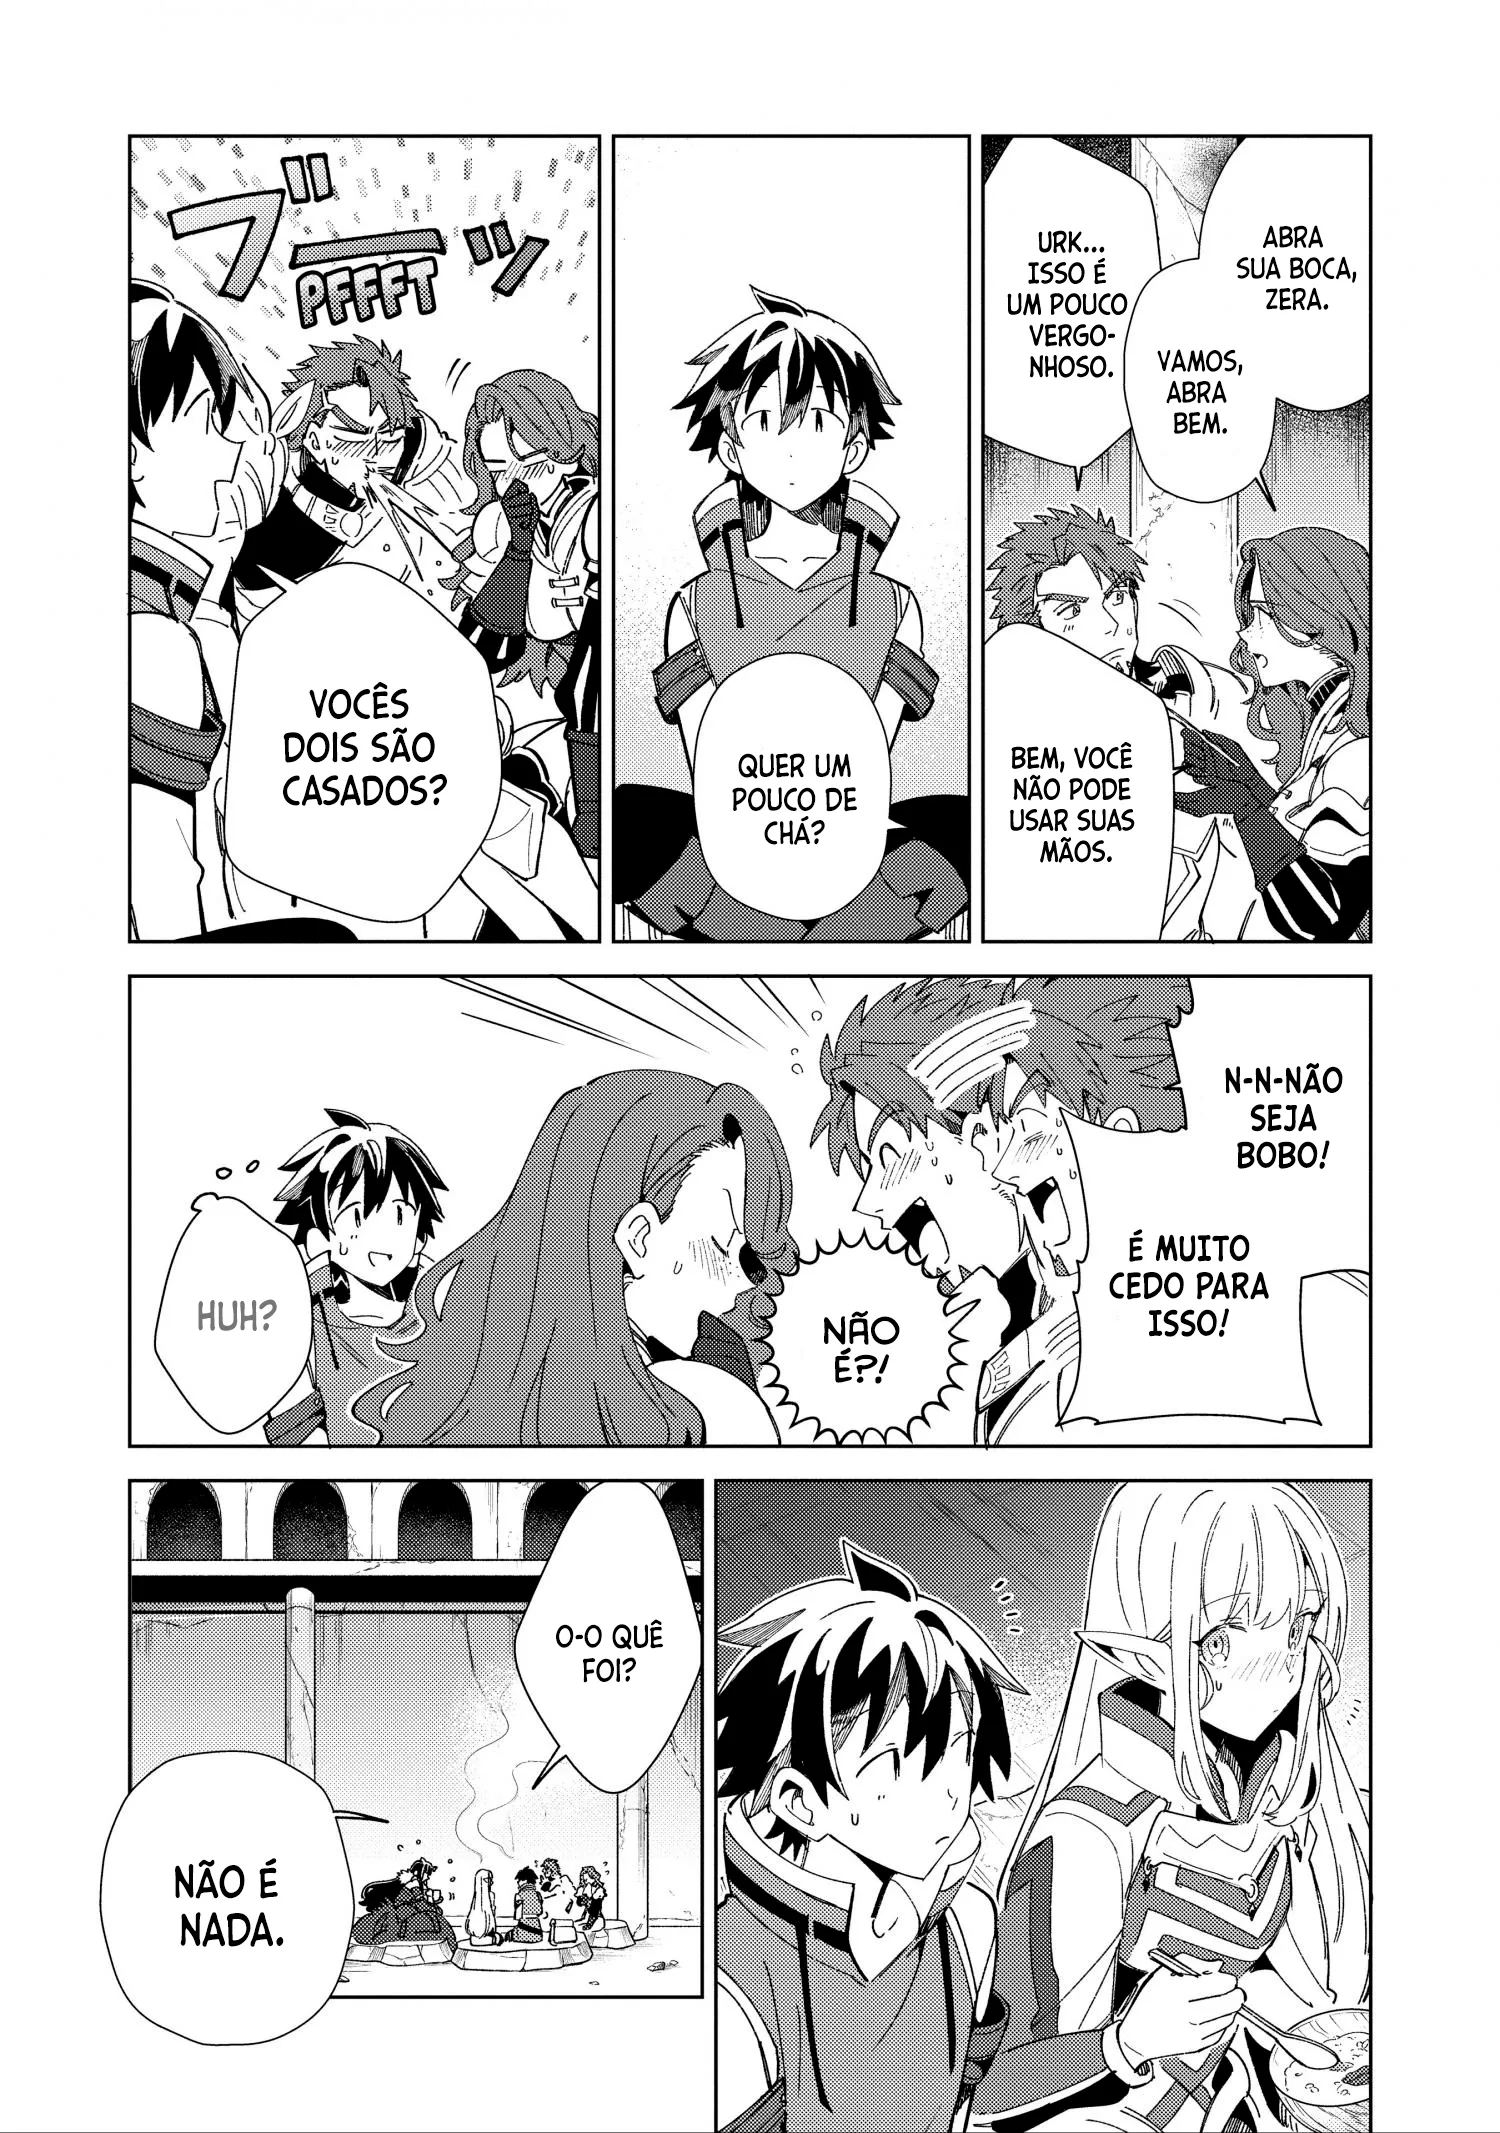 ABRA
SUA BOCA,
ZERA.
VAMOS,
ABRA
BEM.
URK...
ISSO É
UM POUCO
VERGO-
NHOSO.
BEM, VOCÊ
NÃO PODE
USAR SUAS
MÃOS.
QUER UM
POUCO DE
CHÁ?
ブーッ
PFFFT
VOCÊS
DOIS SÃO
CASADOS?
N-N-NÃO
SEJA
BOBO!
É MUITO
CEDO PARA
ISSO!
NÃO
É?!
HUH?
O-O QUÊ
FOI?
NÃO É
NADA.